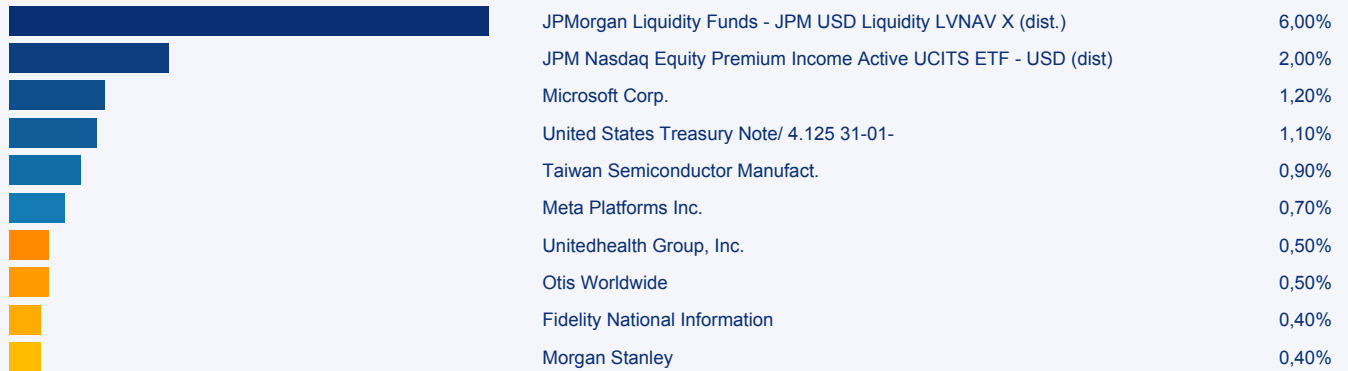 JPMorgan Liquidity Funds - JPM USD Liquidity LVNAV X (dist.) 6,00%
JPM Nasdaq Equity Premium Income Active UCITS ETF - USD (dist) 2,00%
Microsoft Corp. 1,20%
United States Treasury Note/ 4.125 31-01- 1,10%
Taiwan Semiconductor Manufact. 0,90%
Meta Platforms Inc. 0,70%
Unitedhealth Group, Inc. 0,50%
Otis Worldwide 0,50%
Fidelity National Information 0,40%
Morgan Stanley 0,40%